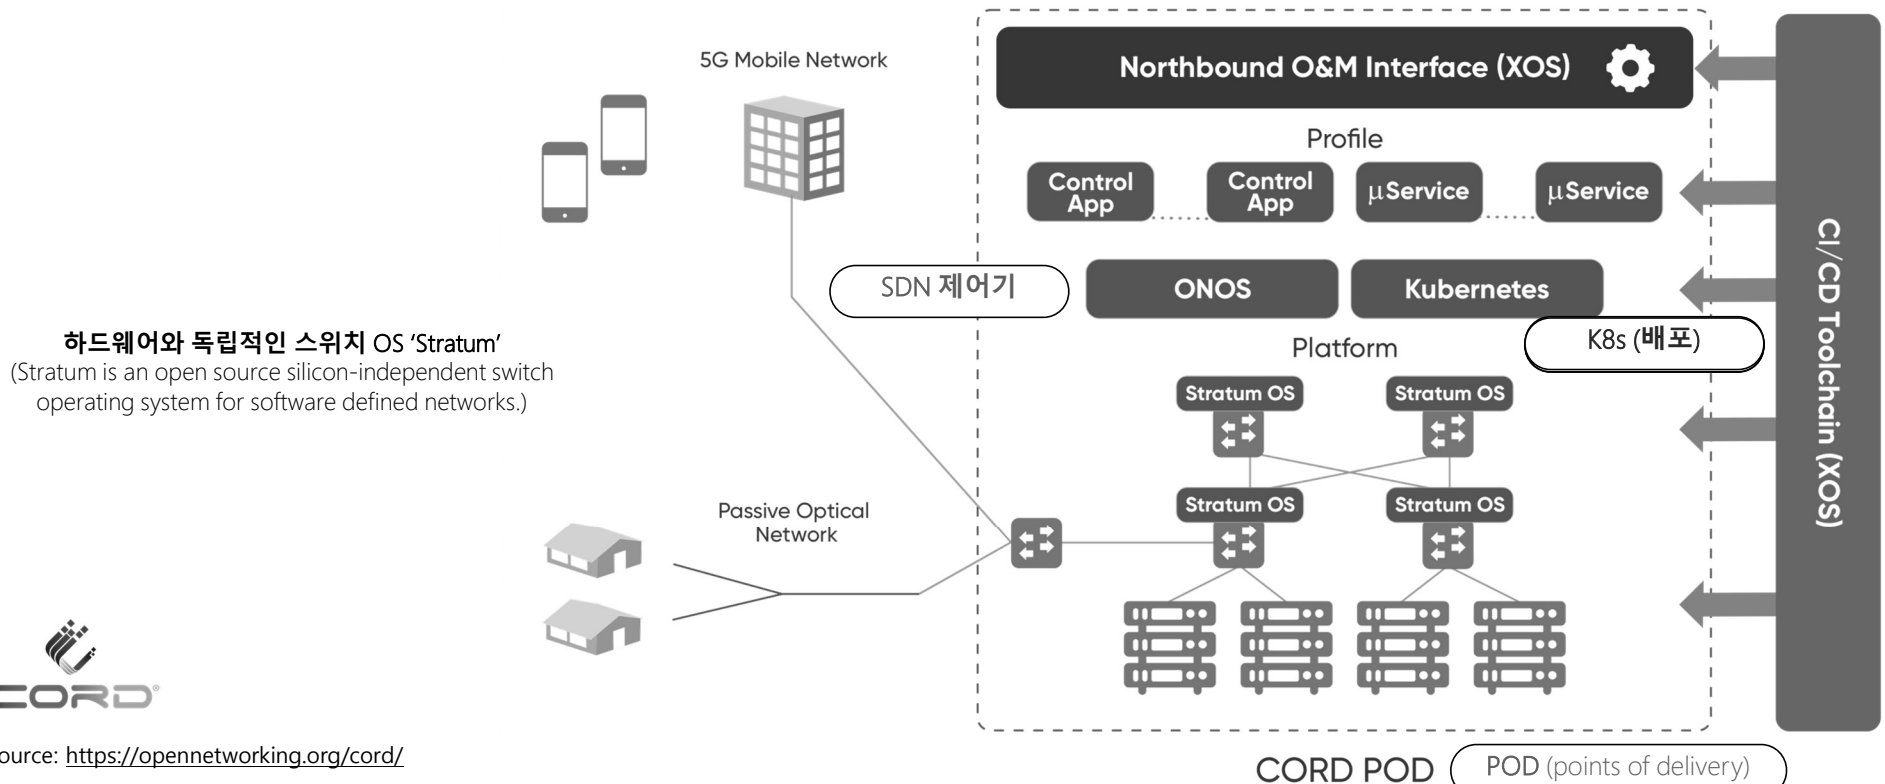 5G Mobile Network
Northbound O&M Interface (XOS)
Profile
Control
App
Control
App
μService
μService
SDN 제어기
ONOS
Kubernetes
K8s (배포)
Platform
하드웨어와 독립적인 스위치 OS ‘Stratum’
(Stratum is an open source silicon-independent switch
operating system for software defined networks.)
Stratum OS
Stratum OS
Stratum OS
Stratum OS
Passive Optical
Network
CI/CD Toolchain (XOS)
CORD®
ource: https://opennetworking.org/cord/
CORD POD
POD (points of delivery)